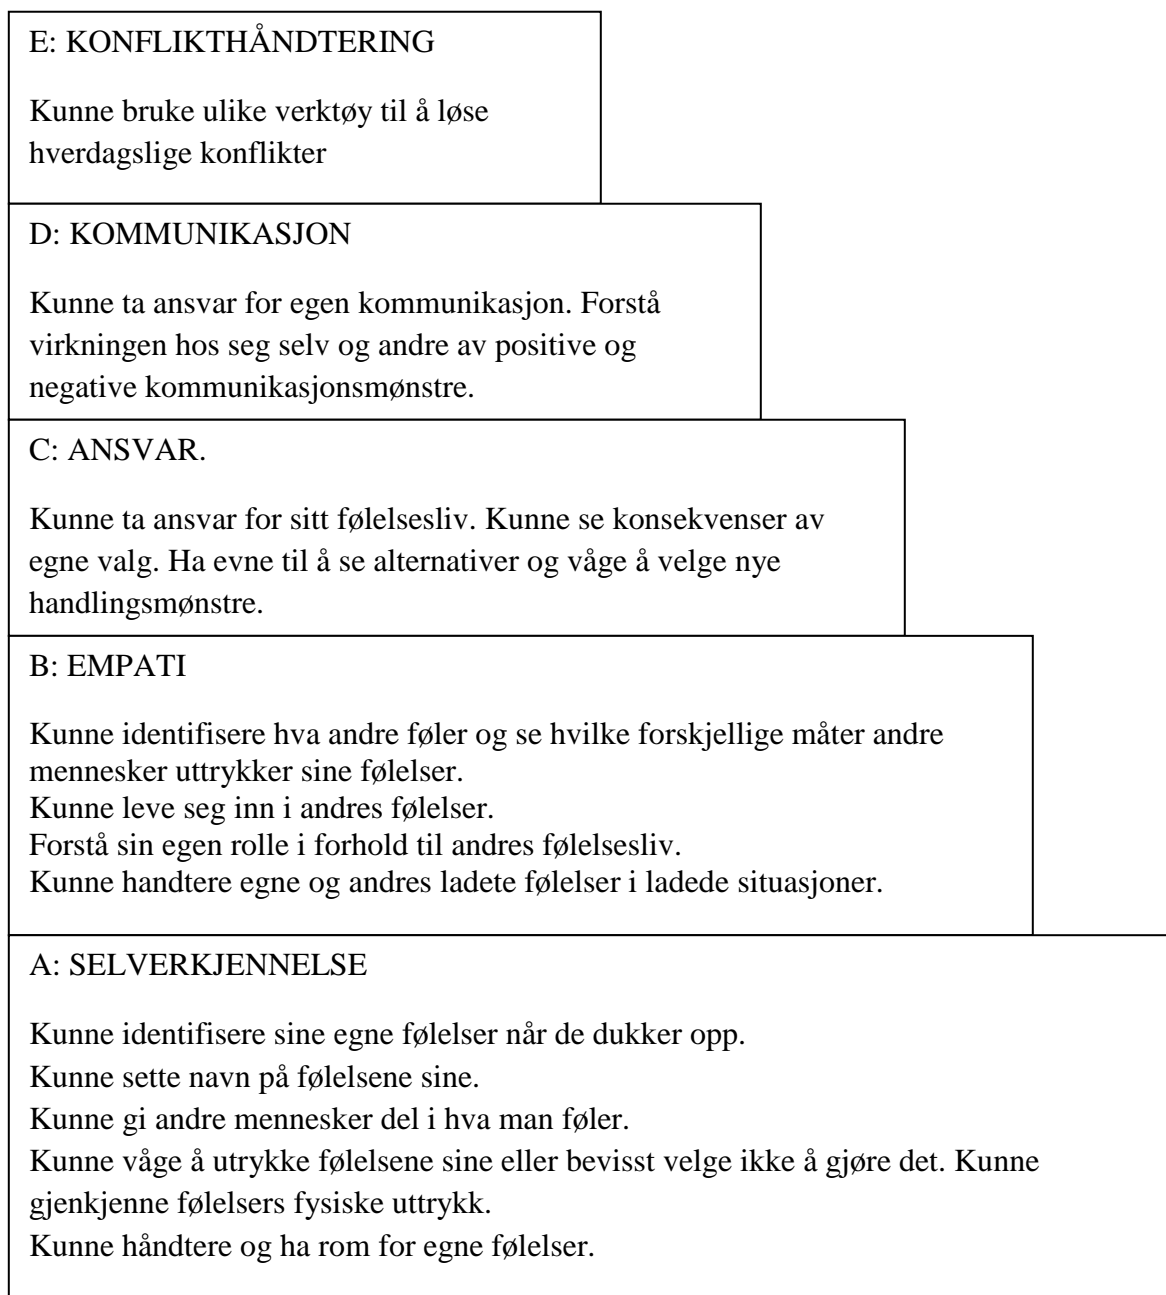 E: KONFLIKTHÅNDTERING
Kunne bruke ulike verktøy til å løse
hverdagslige konflikter
D: KOMMUNIKASJON
Kunne ta ansvar for egen kommunikasjon. Forstå
virkningen hos seg selv og andre av positive og
negative kommunikasjonsmønstre.
C: ANSVAR.
Kunne ta ansvar for sitt følelsesliv. Kunne se konsekvenser av
egne valg. Ha evne til å se alternativer og våge å velge nye
handlingsmønstre.
B: EMPATI
Kunne identifisere hva andre føler og se hvilke forskjellige måter andre
mennesker uttrykker sine følelser.
Kunne leve seg inn i andres følelser.
Forstå sin egen rolle i forhold til andres følelsesliv.
Kunne handtere egne og andres ladete følelser i ladede situasjoner.
A: SELVERKJENNELSE
Kunne identifisere sine egne følelser når de dukker opp.
Kunne sette navn på følelsene sine.
Kunne gi andre mennesker del i hva man føler.
Kunne våge å utrykke følelsene sine eller bevisst velge ikke å gjøre det. Kunne
gjenkjenne følelsers fysiske uttrykk.
Kunne håndtere og ha rom for egne følelser.